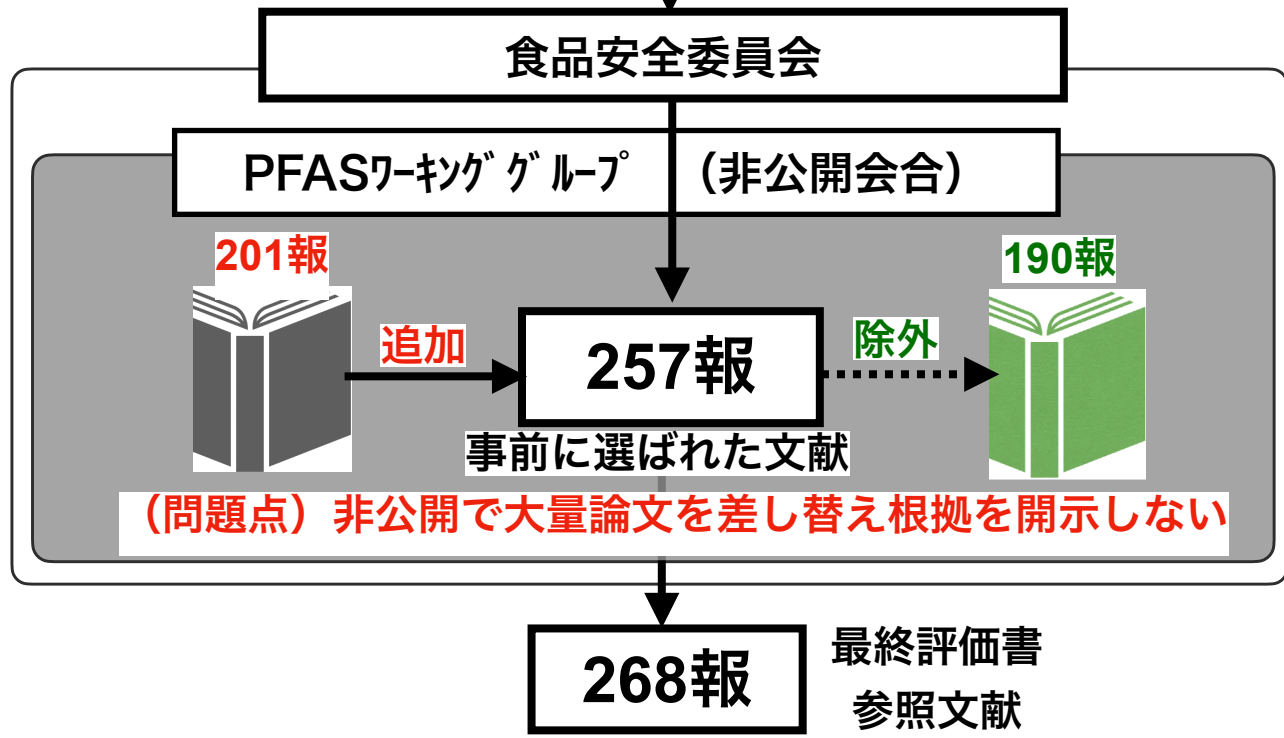 食品安全委員会
PFASﾜｰｷﾝｸﾞｸﾞﾙｰﾌﾟ （非公開会合）
201報
190報
追加
257報
除外
事前に選ばれた文献
（問題点）非公開で大量論文を差し替え根拠を開示しない
268報
最終評価書
参照文献